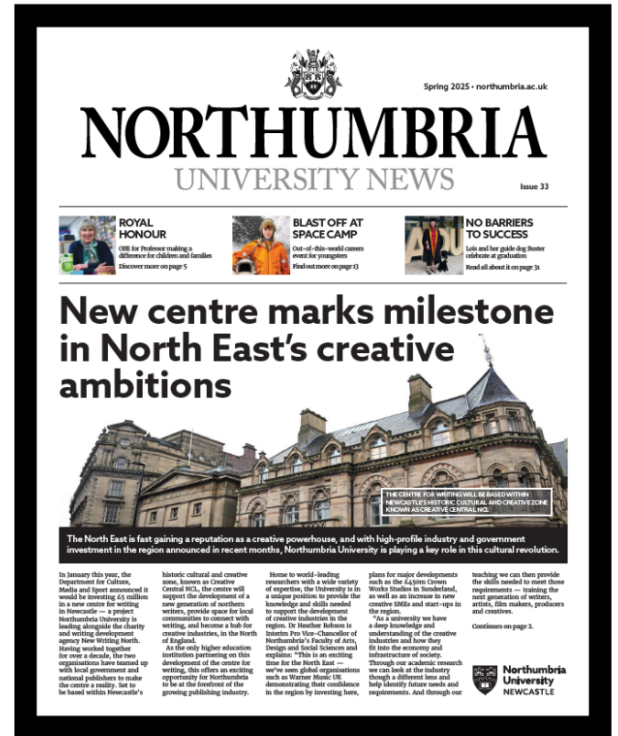 Spring 2025 • northumbria.ac.uk
NORTHUMBRIA
UNIVERSITY NEWS
Issue 33
ROYAL
HONOUR
OBE for Professor making a
difference for children and families
Discover more on page 5
BLAST OFF AT
SPACE CAMP
Out-of-this-world careers
event for youngsters
Find out more on page 13
NO BARRIERS
TO SUCCESS
Lois and her guide dog Buster
celebrate at graduation
Read all about it on page 31
New centre marks milestone
in North East's creative
ambitions
THE CENTRE FOR WRITING WILL BE BASED WITHIN
NEWCASTLE'S HISTORIC CULTURAL AND CREATIVE ZONE
KNOWN AS CREATIVE CENTRAL NCL
The North East is fast gaining a reputation as a creative powerhouse, and with high-profile industry and government
investment in the region announced in recent months, Northumbria University is playing a key role in this cultural revolution.
In January this year, the
Department for Culture,
Media and Sport announced it
would be investing £5 million
in a new centre for writing
in Newcastle — a project
Northumbria University is
leading alongside the charity
and writing development
agency New Writing North.
Having worked together
for over a decade, the two
organisations have teamed up
with local government and
national publishers to make
the centre a reality. Set to
be based within Newcastle's
historic cultural and creative
zone, known as Creative
Central NCL, the centre will
support the development of a
new generation of northern
writers, provide space for local
communities to connect with
writing, and become a hub for
creative industries, in the North
of England.
As the only higher education
institution partnering on this
development of the centre for
writing, this offers an exciting
opportunity for Northumbria
to be at the forefront of the
growing publishing industry.
Home to world-leading
researchers with a wide variety
of expertise, the University is in
a unique position to provide the
knowledge and skills needed
to support the development
of creative industries in the
region. Dr Heather Robson is
Interim Pro Vice-Chancellor of
Northumbria's Faculty of Arts,
Design and Social Sciences and
explains: "This is an exciting
time for the North East —
we've seen global organisations
such as Warner Music UK
demonstrating their confidence
in the region by investing here,
plans for major developments
such as the £450m Crown
Works Studios in Sunderland,
as well as an increase in new
creative SMEs and start-ups in
the region.
"As a university we have
a deep knowledge and
understanding of the creative
industries and how they
fit into the economy and
infrastructure of society.
Through our academic research
we can look at the industry
though a different lens and
help identify future needs and
requirements. And through our
teaching we can then provide
the skills needed to meet those
requirements — training the
next generation of writers,
artists, film makers, producers
and creatives.
Continues on page 2.
Northumbria
University
NEWCASTLE